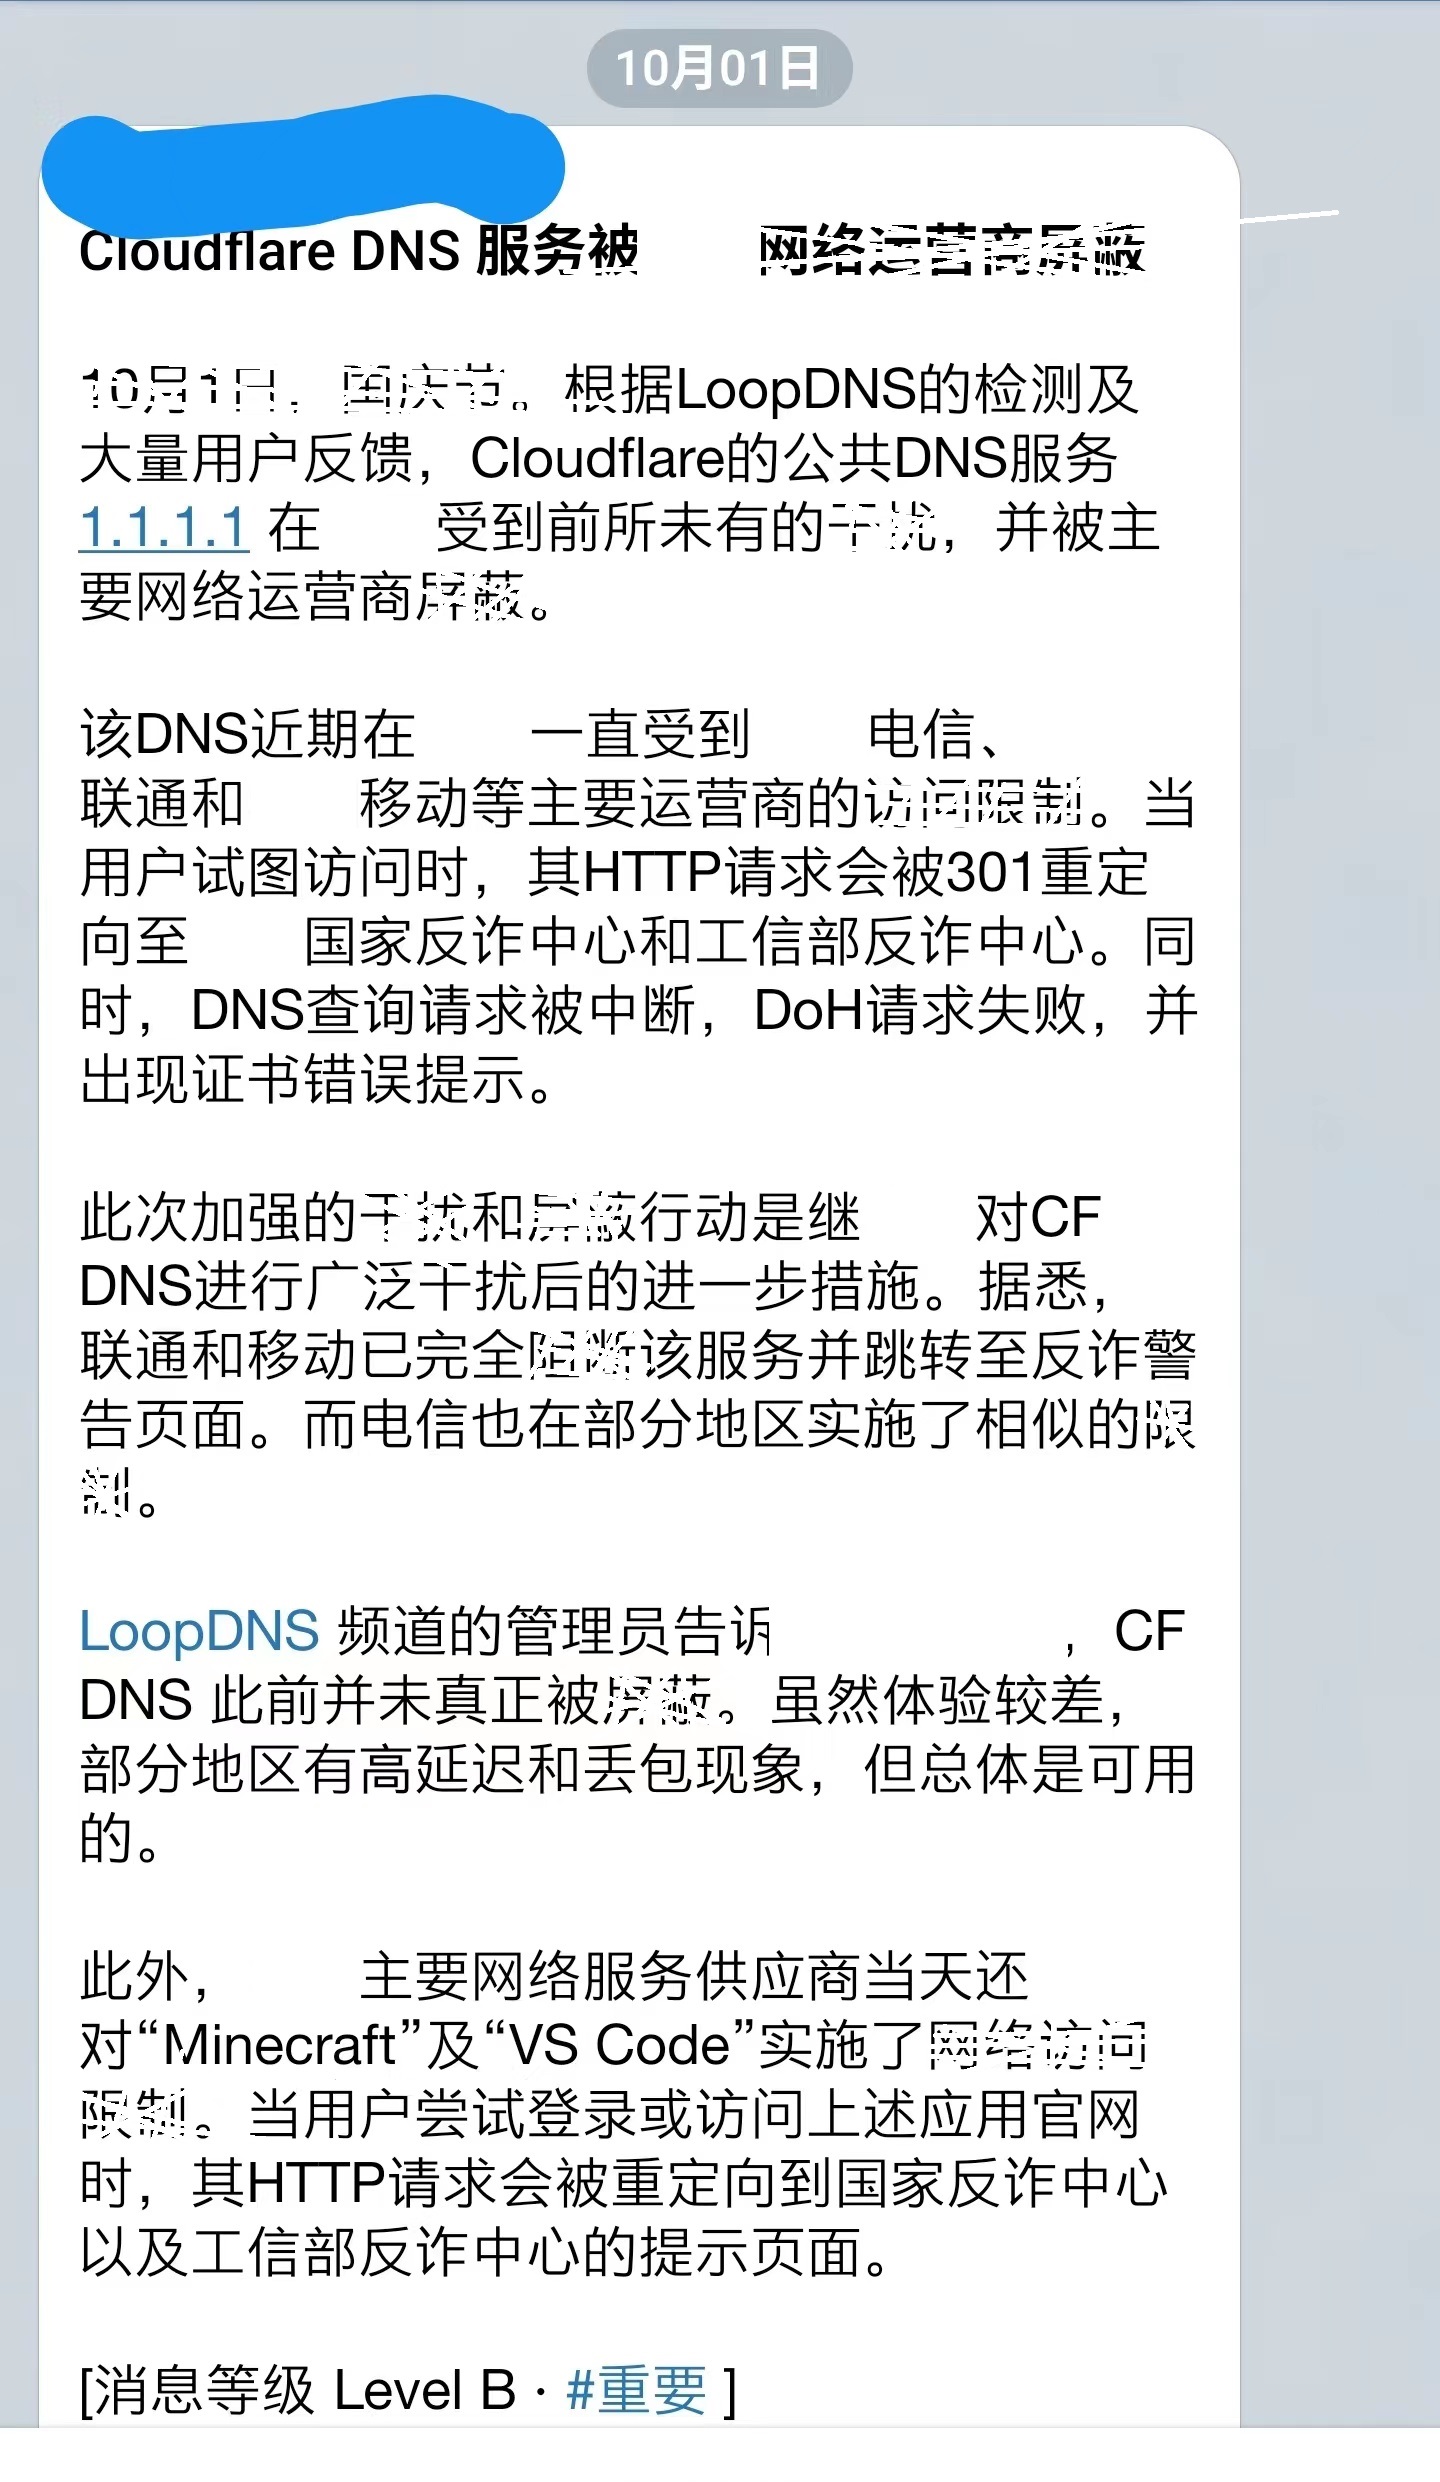 10月01日
Cloudflare DNS 服务被 网络运营商屏蔽
10月1日，国庆节。根据LoopDNS的检测及
大量用户反馈，Cloudflare的公共DNS服务
1.1.1.1 在 受到前所未有的干扰，并被主
要网络运营商屏蔽。
该DNS近期在 一直受到 电信、
联通和 移动等主要运营商的访问限制。当
用户试图访问时，其HTTP请求会被301重定
向至 国家反诈中心和工信部反诈中心。同
时，DNS查询请求被中断，DoH请求失败，并
出现证书错误提示。
此次加强的干扰和屏蔽行动是继 对CF
DNS进行广泛干扰后的进一步措施。据悉，
联通和移动已完全阻断该服务并跳转至反诈警
告页面。而电信也在部分地区实施了相似的限
制。
LoopDNS 频道的管理员告诉 ，CF
DNS 此前并未真正被屏蔽。虽然体验较差，
部分地区有高延迟和丢包现象，但总体是可用
的。
此外， 主要网络服务供应商当天还
对“Minecraft”及“VS Code”实施了网络访问
限制。当用户尝试登录或访问上述应用官网
时，其HTTP请求会被重定向到国家反诈中心
以及工信部反诈中心的提示页面。
[消息等级 Level B · #重要 ]